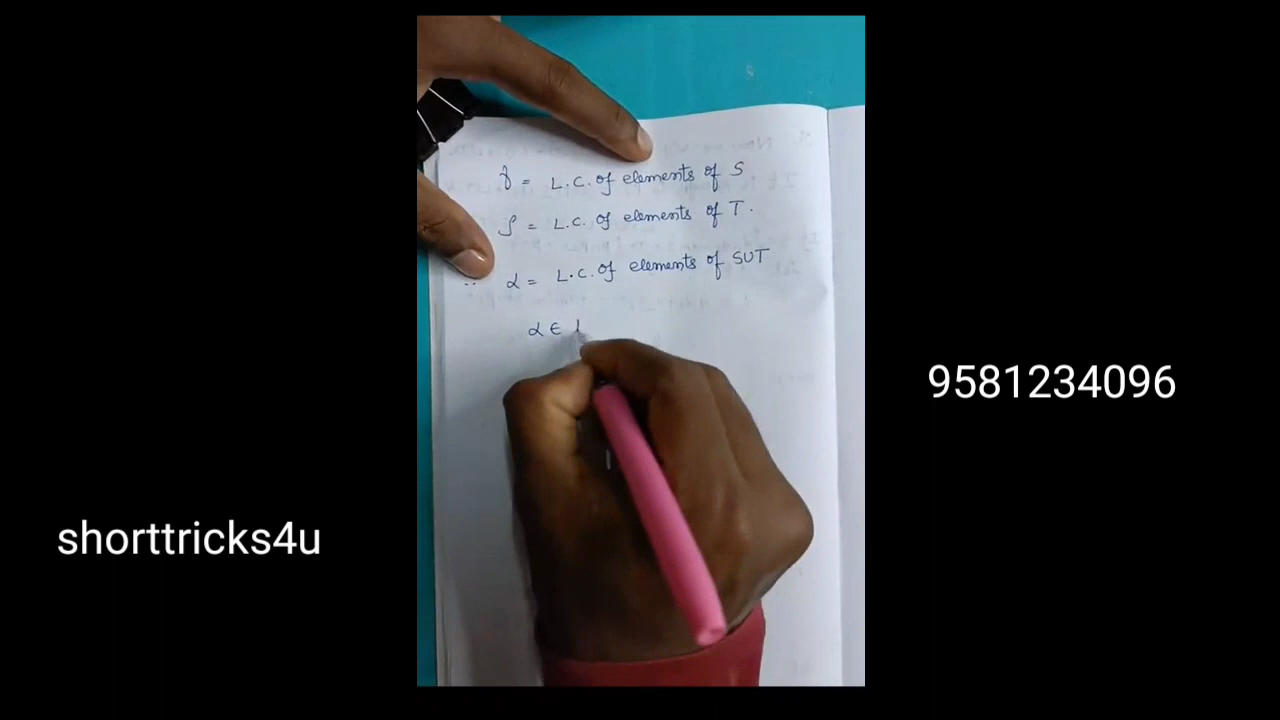 γ = L.C. of elements of S
δ = L.C. of elements of T.
∴ α = L.C. of elements of SUT
α ∈
9581234096
shorttricks4u